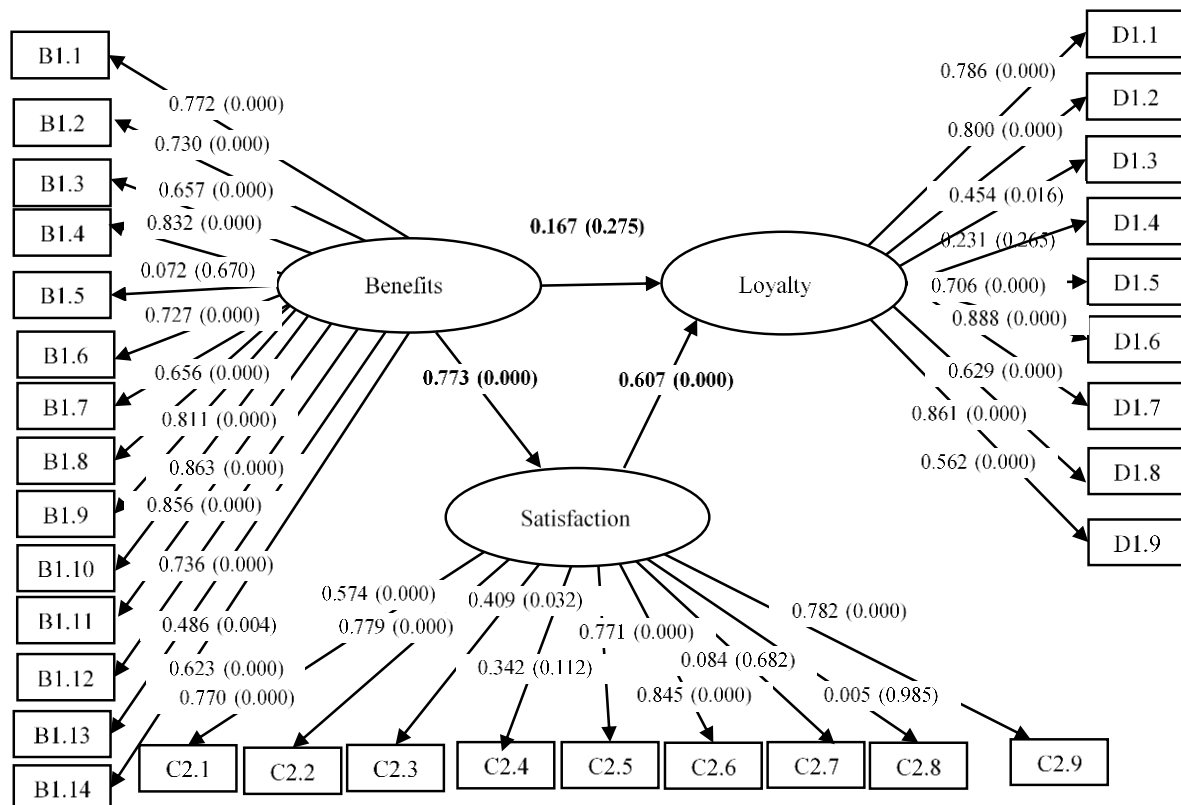 B1.1
B1.2
B1.3
B1.4
B1.5
B1.6
B1.7
B1.8
B1.9
B1.10
B1.11
B1.12
B1.13
B1.14
0.772 (0.000)
0.730 (0.000)
0.657 (0.000)
0.832 (0.000)
0.072 (0.670)
0.727 (0.000)
0.656 (0.000)
0.811 (0.000)
0.863 (0.000)
0.856 (0.000)
0.736 (0.000)
0.486 (0.004)
0.623 (0.000)
0.770 (0.000)
Benefits
0.167 (0.275)
Loyalty
0.773 (0.000)
0.607 (0.000)
Satisfaction
0.786 (0.000)
0.800 (0.000)
0.454 (0.016)
0.231 (0.265)
0.706 (0.000)
0.888 (0.000)
0.629 (0.000)
0.861 (0.000)
0.562 (0.000)
D1.1
D1.2
D1.3
D1.4
D1.5
D1.6
D1.7
D1.8
D1.9
0.574 (0.000)
0.779 (0.000)
0.409 (0.032)
0.342 (0.112)
0.771 (0.000)
0.845 (0.000)
0.084 (0.682)
0.005 (0.985)
0.782 (0.000)
C2.1
C2.2
C2.3
C2.4
C2.5
C2.6
C2.7
C2.8
C2.9